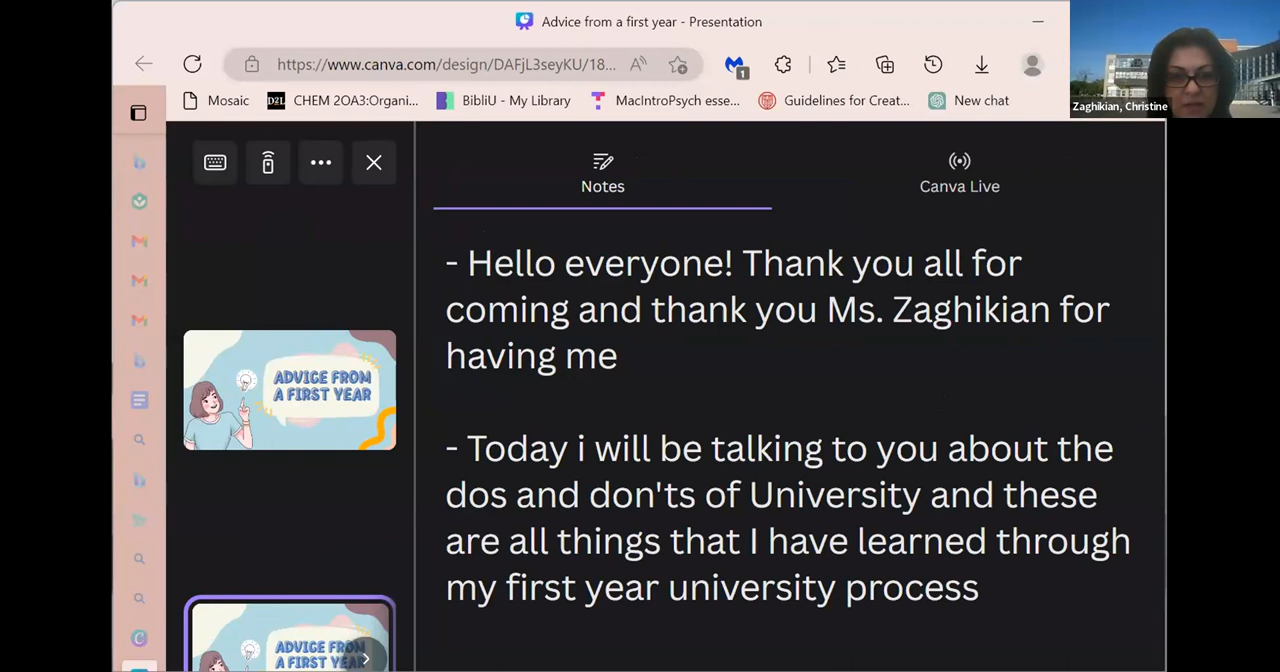 Advice from a first year - Presentation
https://www.canva.com/design/DAFjL3seyKU/18...
A
1
Zaghikian, Christine
Mosaic
D2L
CHEM 2OA3:Organi...
BibliU - My Library
MacIntroPsych esse...
Guidelines for Creat...
New chat
Notes
Canva Live
- Hello everyone! Thank you all for
coming and thank you Ms. Zaghikian for
having me
ADVICE FROM
A FIRST YEAR
- Today i will be talking to you about the
dos and don'ts of University and these
are all things that I have learned through
my first year university process
ADVICE FROM
A FIRST YEAR